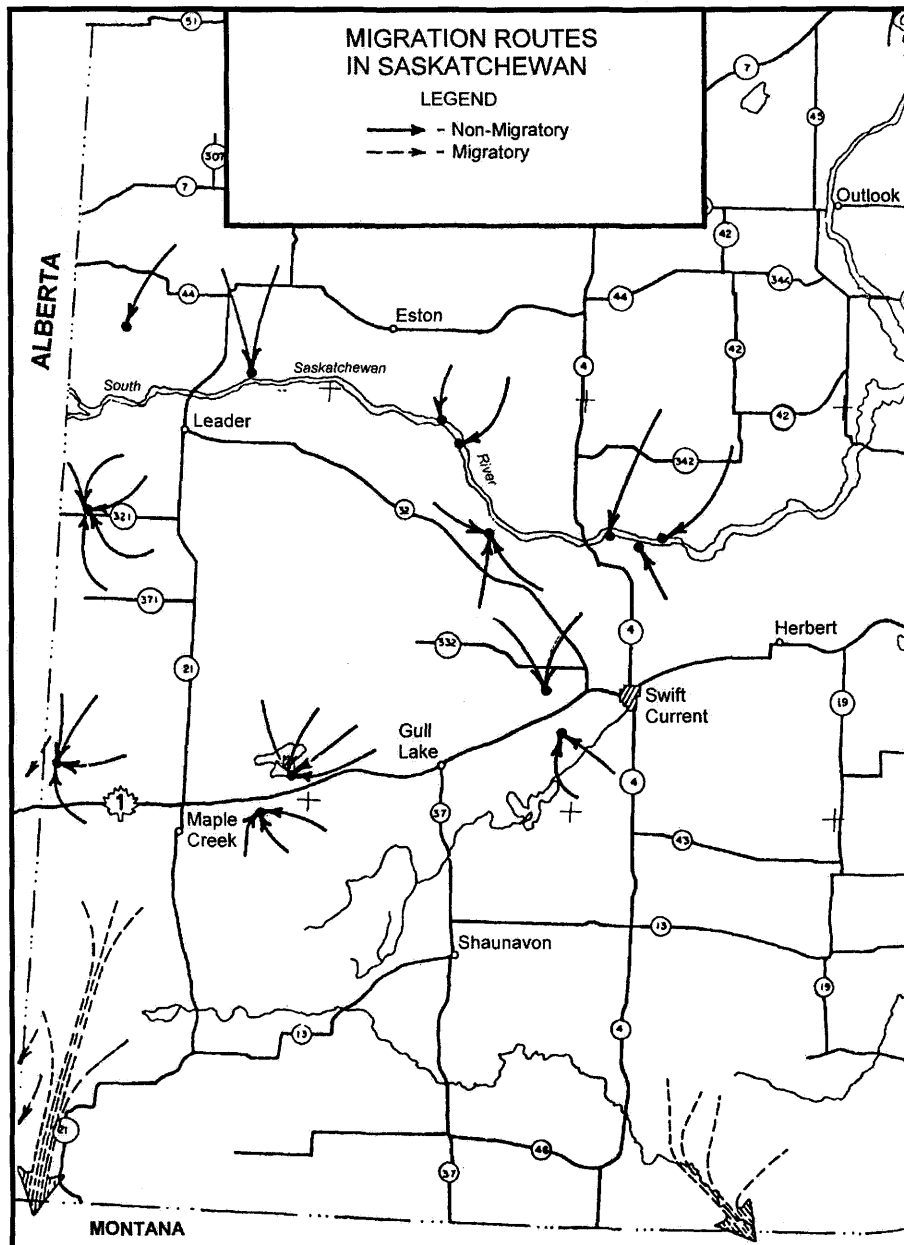 MIGRATION ROUTES
IN SASKATCHEWAN
LEGEND
- Non-Migratory
- Migratory
51
7
45
307
7
Outlook
42
ALBERTA
44
44
344
Eston
4
42
South
Saskatchewan
42
Leader
River
342
321
32
371
332
4
Herbert
21
Swift
Current
19
Gull
Lake
1
4
37
Maple
Creek
43
13
Shaunavon
19
13
4
21
46
37
MONTANA